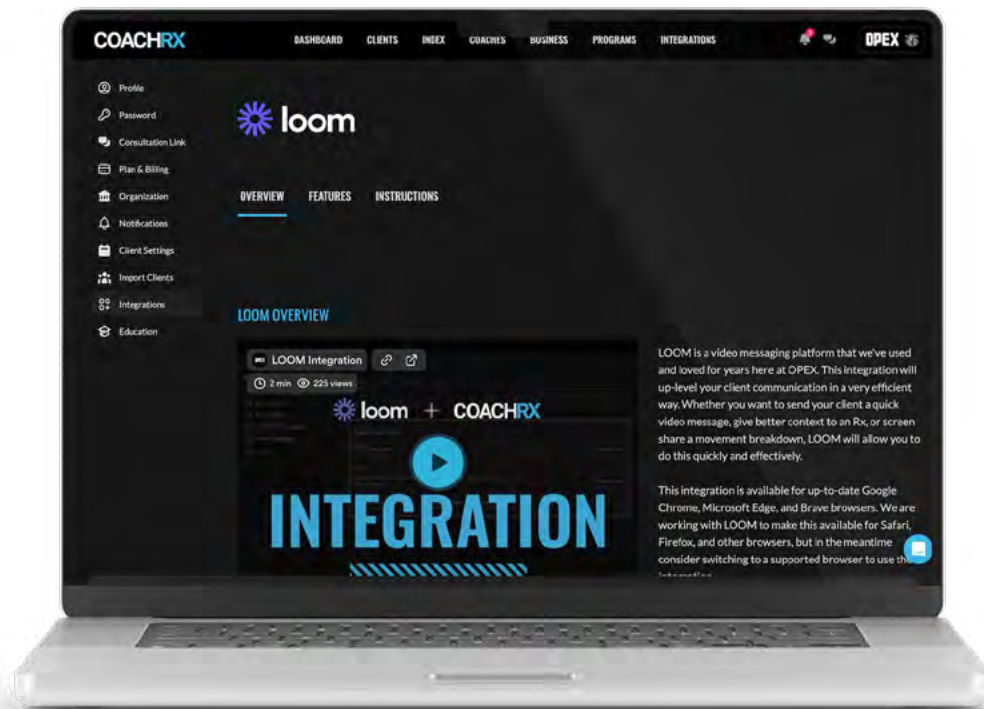 COACHRX
DASHBOARD CLIENTS INDEX COACHES BUSINESS PROGRAMS INTEGRATIONS
OPEX
Profile
Password
Consultation Link
Plan & Billing
Organization
Notifications
Client Settings
Import Clients
Integrations
Education
loom
OVERVIEW FEATURES INSTRUCTIONS
LOOM OVERVIEW
OPEX LOOM Integration
2 min 225 views
loom + COACHRX
INTEGRATION
LOOM is a video messaging platform that we've used
and loved for years here at OPEX. This integration will
up-level your client communication in a very efficient
way. Whether you want to send your client a quick
video message, give better context to an Rx, or screen
share a movement breakdown, LOOM will allow you to
do this quickly and effectively.
This integration is available for up-to-date Google
Chrome, Microsoft Edge, and Brave browsers. We are
working with LOOM to make this available for Safari,
Firefox, and other browsers, but in the meantime
consider switching to a supported browser to use the